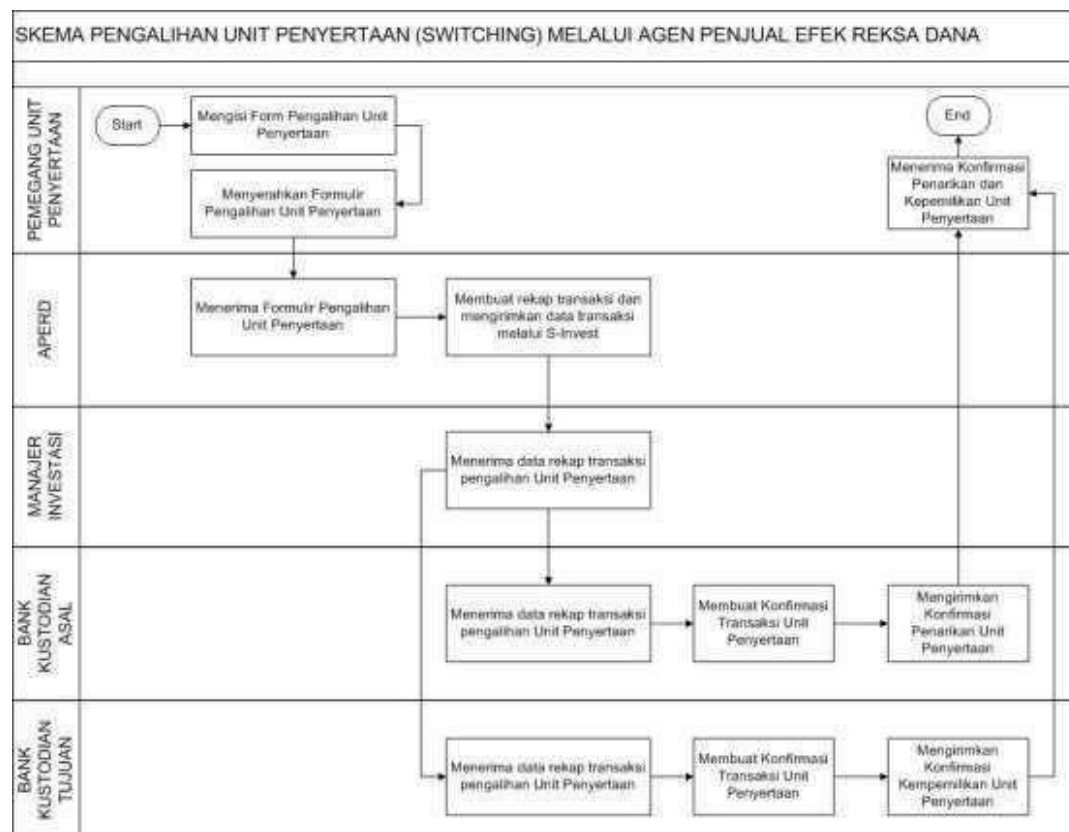 SKEMA PENGALIHAN UNIT PENYERTAAN (SWITCHING) MELALUI AGEN PENJUAL EFEK REKSA DANA
PEMEGANG UNIT
PENYERTAAN
Start
Mengisi Form Pengalihan Unit
Penyertaan
End
Menyerahkan Formulir
Pengalihan Unit Penyertaan
Menerima Konfirmasi
Penarikan dan
Kepemilikan Unit
Penyertaan
APERD
Menerima Formulir Pengalihan
Unit Penyertaan
Membuat rekap transaksi dan
mengirimkan data transaksi
melalui S-Invest
MANAJER
INVESTASI
Menerima data rekap transaksi
pengalihan Unit Penyertaan
BANK
KUSTODIAN
ASAL
Menerima data rekap transaksi
pengalihan Unit Penyertaan
Membuat Konfirmasi
Transaksi Unit
Penyertaan
Mengirimkan
Konfirmasi
Penarikan Unit
Penyertaan
BANK
KUSTODIAN
TUJUAN
Menerima data rekap transaksi
pengalihan Unit Penyertaan
Membuat Konfirmasi
Transaksi Unit
Penyertaan
Mengirimkan
Konfirmasi
Kempemilikan Unit
Penyertaan